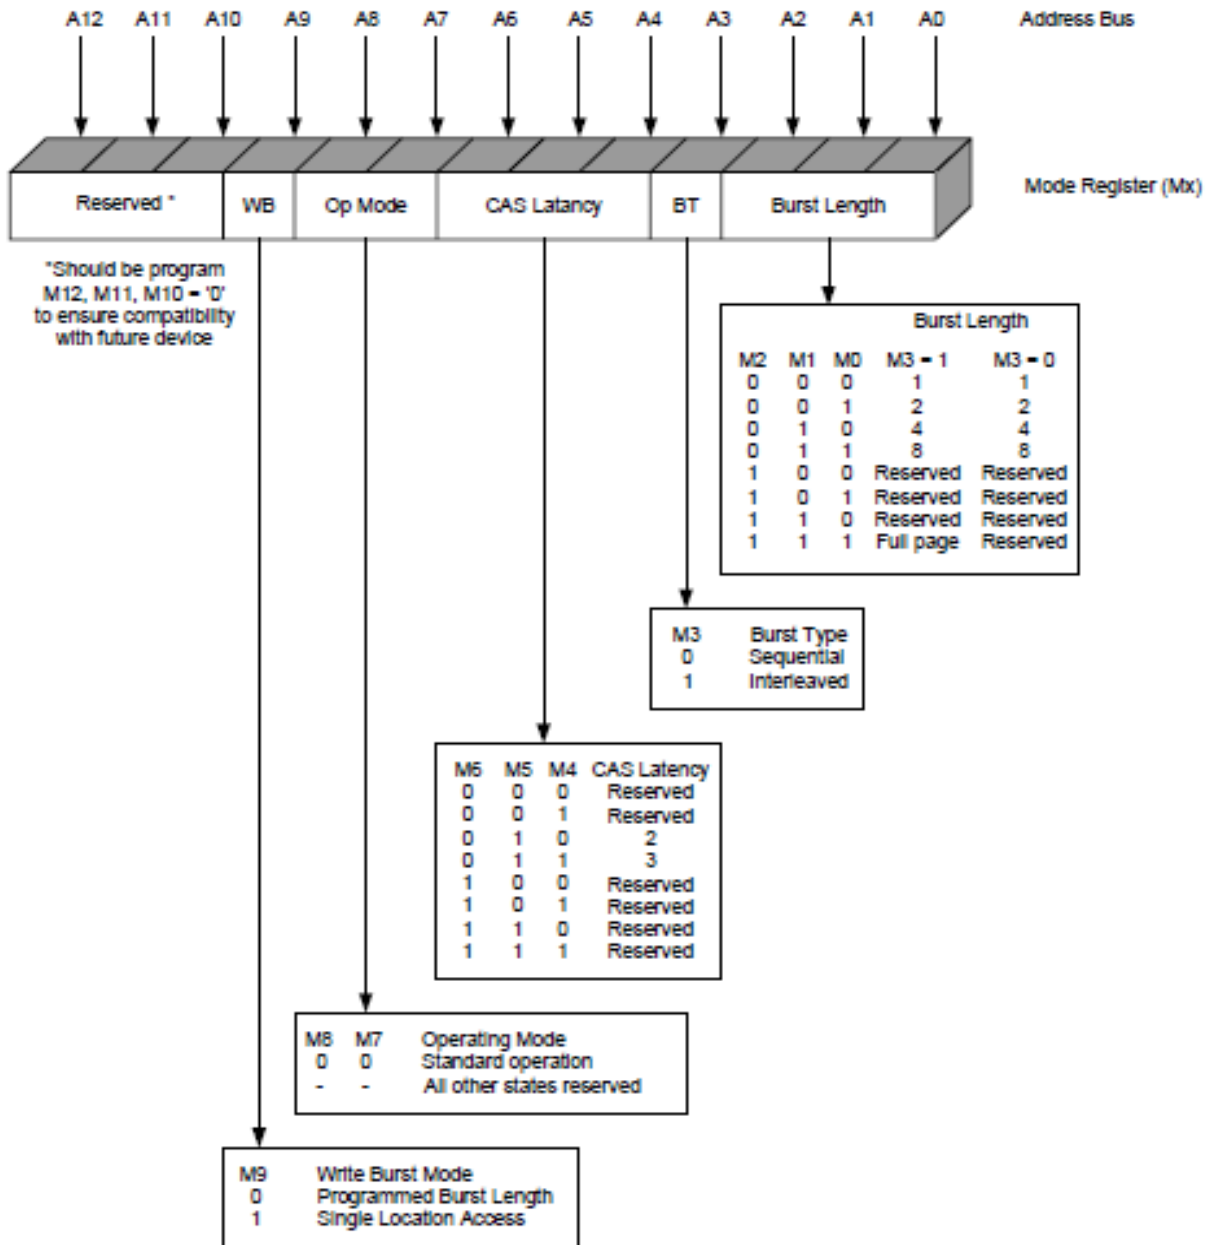 A12 A11 A10 A9 A8 A7 A6 A5 A4 A3 A2 A1 A0 Address Bus
Reserved * WB Op Mode CAS Latancy BT Burst Length Mode Register (Mx)
*Should be program
M12, M11, M10 = '0'
to ensure compatibility
with future device
Burst Length
M2 M1 M0 M3 = 1 M3 = 0
0 0 0 1 1
0 0 1 2 2
0 1 0 4 4
0 1 1 8 8
1 0 0 Reserved Reserved
1 0 1 Reserved Reserved
1 1 0 Reserved Reserved
1 1 1 Full page Reserved
M3 Burst Type
0 Sequential
1 Interleaved
M6 M5 M4 CAS Latency
0 0 0 Reserved
0 0 1 Reserved
0 1 0 2
0 1 1 3
1 0 0 Reserved
1 0 1 Reserved
1 1 0 Reserved
1 1 1 Reserved
M8 M7 Operating Mode
0 0 Standard operation
- - All other states reserved
M9 Write Burst Mode
0 Programmed Burst Length
1 Single Location Access